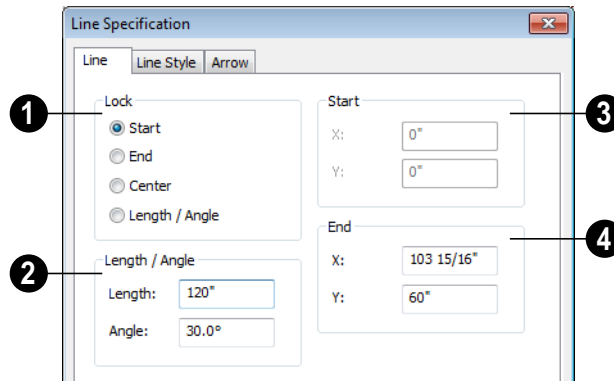 Line Specification
Line Line Style Arrow
1
Lock
Start
End
Center
Length / Angle
2
Length / Angle
Length: 120"
Angle: 30.0°
3
Start
X: 0"
Y: 0"
4
End
X: 103 15/16"
Y: 60"